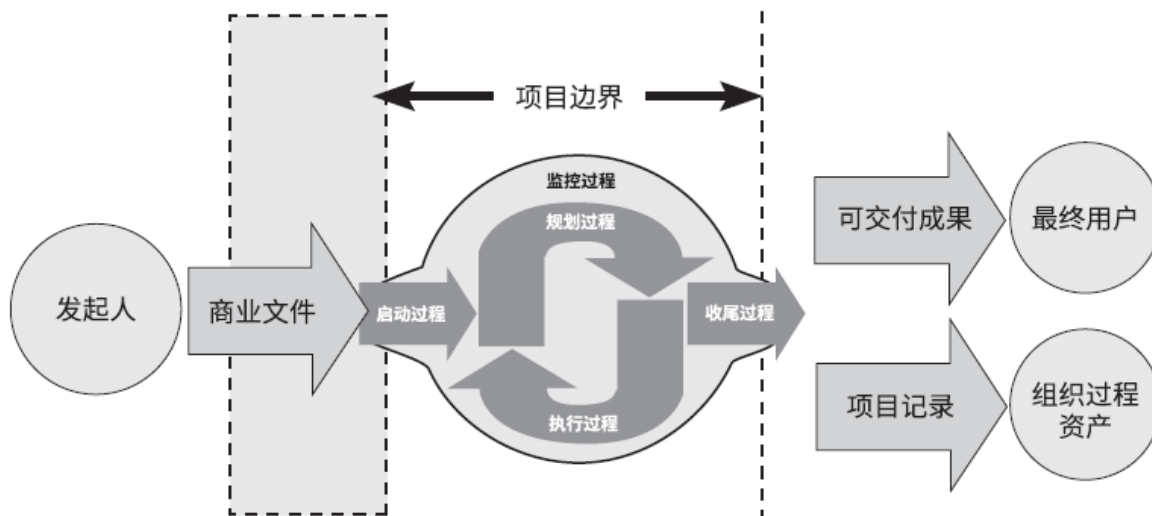 项目边界
监控过程
规划过程
发起人
商业文件
启动过程
收尾过程
执行过程
可交付成果
最终用户
项目记录
组织过程
资产